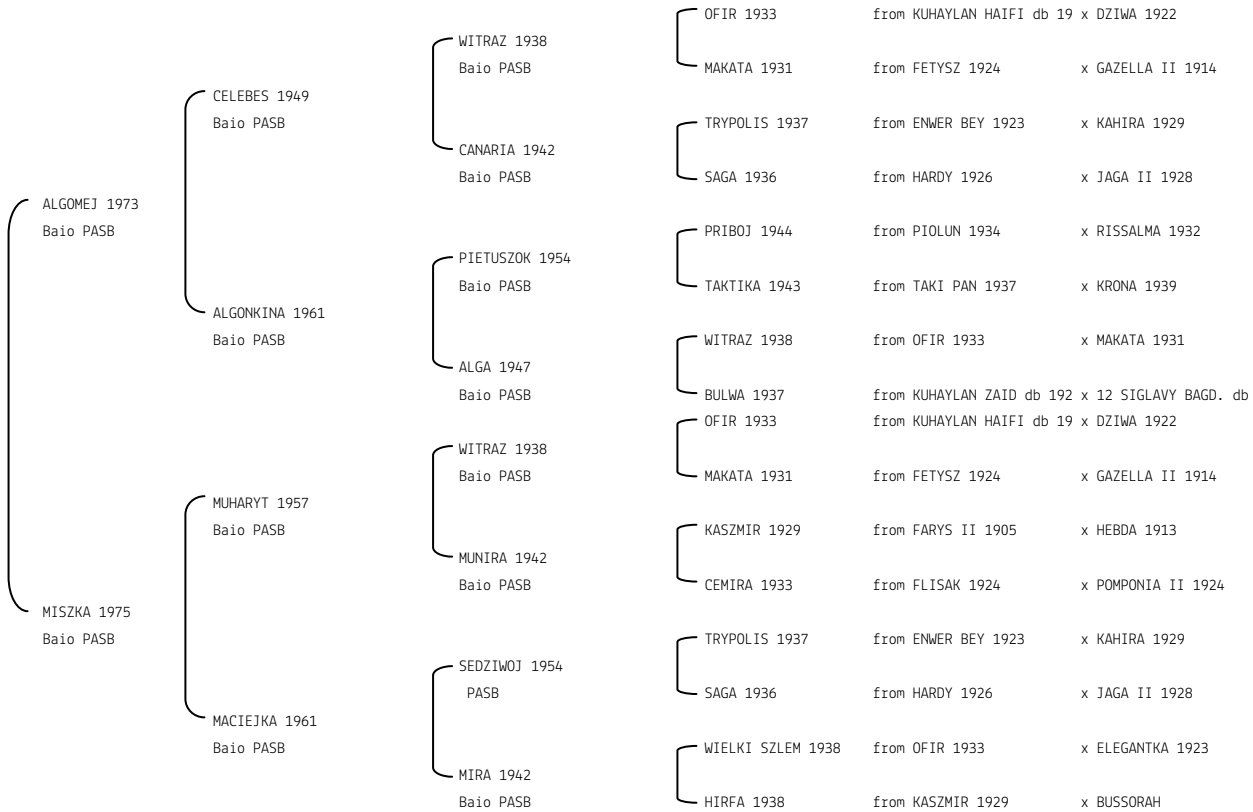 OFIR 1933 from KUHAYLAN HAIFI db 19 x DZIWA 1922
WITRAZ 1938
Baio PASB
MAKATA 1931 from FETYSZ 1924 x GAZELLA II 1914
CELEBES 1949
Baio PASB
TRYPOLIS 1937 from ENWER BEY 1923 x KAHIRA 1929
CANARIA 1942
Baio PASB
SAGA 1936 from HARDY 1926 x JAGA II 1928
ALGOMEJ 1973
Baio PASB
PRIBOJ 1944 from PIOLUN 1934 x RISSALMA 1932
PIETUSZOK 1954
Baio PASB
TAKTIKA 1943 from TAKI PAN 1937 x KRONA 1939
ALGONKINA 1961
Baio PASB
WITRAZ 1938 from OFIR 1933 x MAKATA 1931
ALGA 1947
Baio PASB
BULWA 1937 from KUHAYLAN ZAID db 192 x 12 SIGLAVY BAGD. db
OFIR 1933 from KUHAYLAN HAIFI db 19 x DZIWA 1922
WITRAZ 1938
Baio PASB
MAKATA 1931 from FETYSZ 1924 x GAZELLA II 1914
MUHARYT 1957
Baio PASB
KASZMIR 1929 from FARYS II 1905 x HEBDA 1913
MUNIRA 1942
Baio PASB
CEMIRA 1933 from FLISAK 1924 x POMPONIA II 1924
MISZKA 1975
Baio PASB
TRYPOLIS 1937 from ENWER BEY 1923 x KAHIRA 1929
SEDZIWOJ 1954
PASB
SAGA 1936 from HARDY 1926 x JAGA II 1928
MACIEJKA 1961
Baio PASB
WIELKI SZLEM 1938 from OFIR 1933 x ELEGANTKA 1923
MIRA 1942
Baio PASB
HIRFA 1938 from KASZMIR 1929 x BUSSORAH